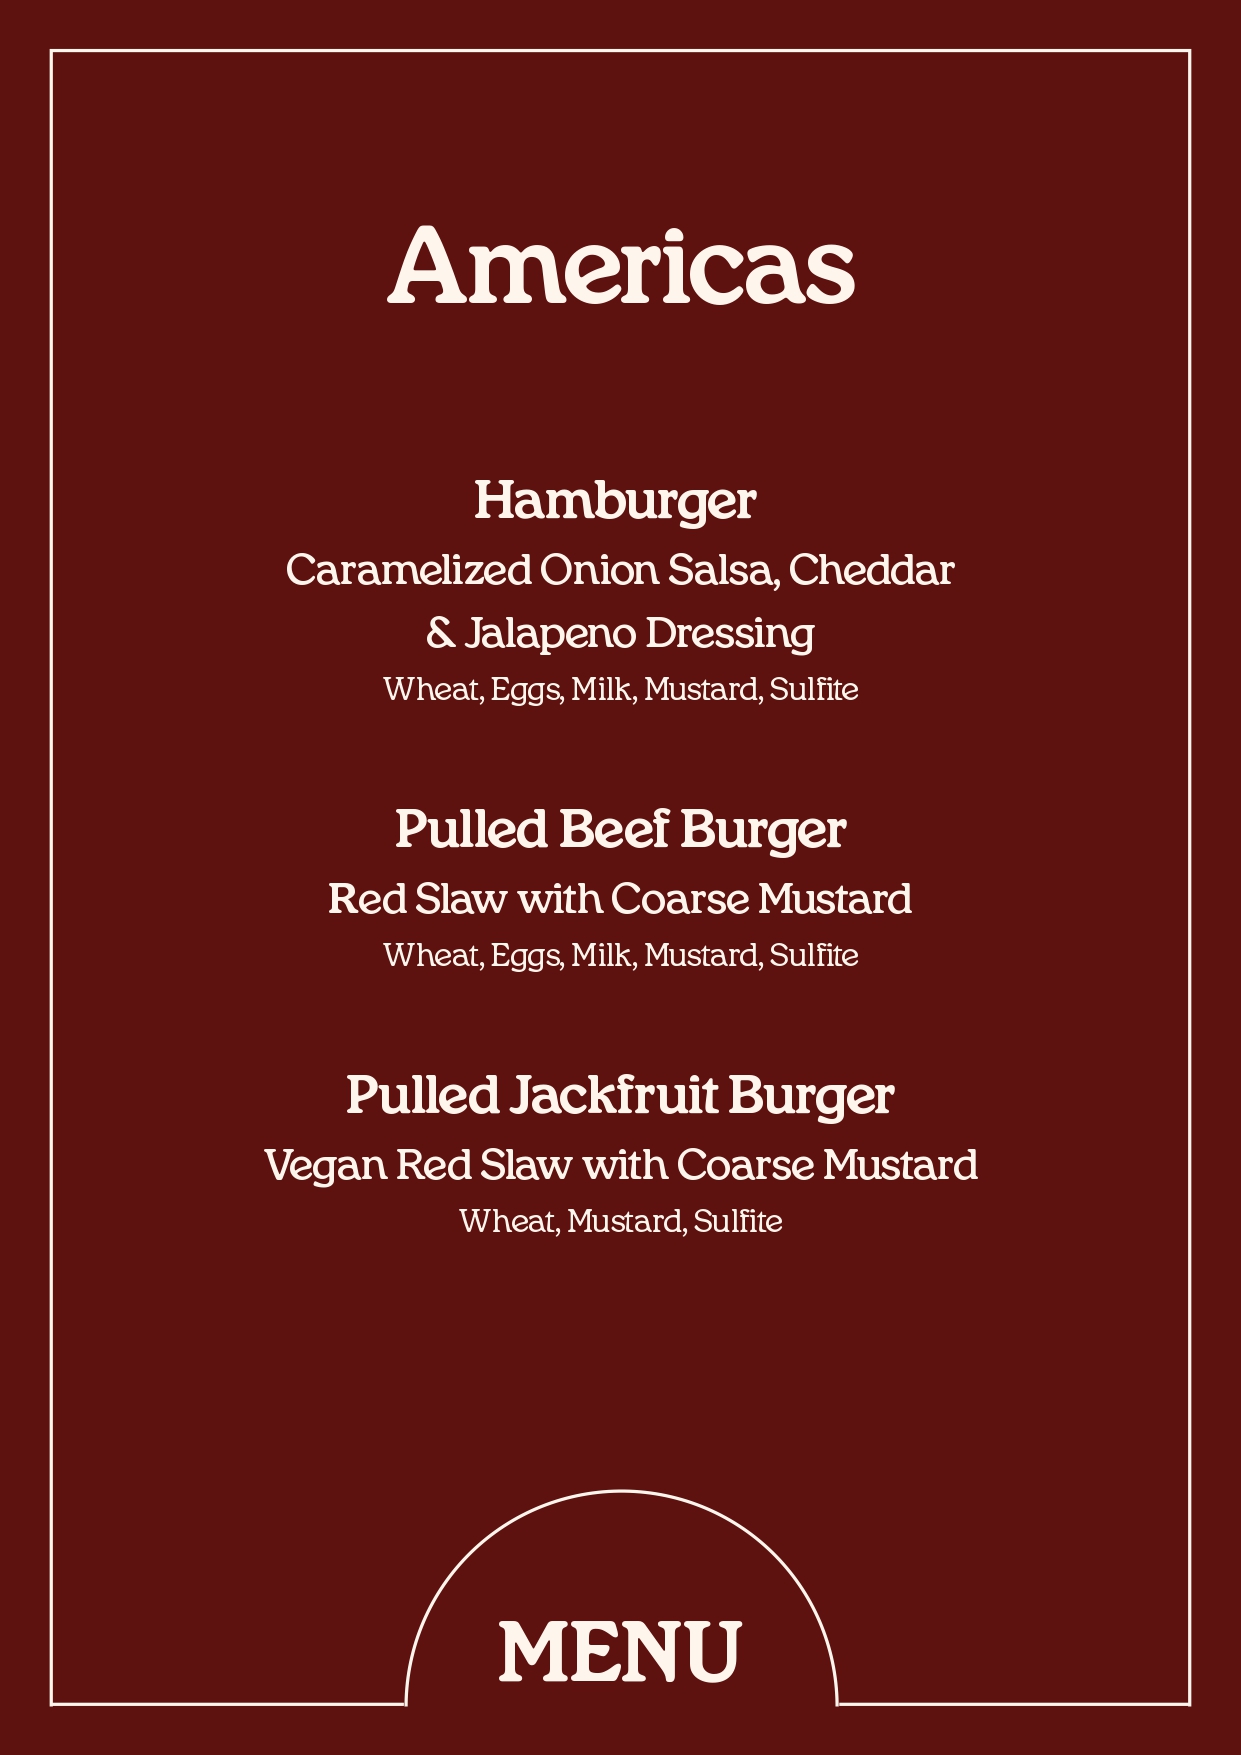 Americas
Hamburger
Caramelized Onion Salsa, Cheddar
& Jalapeno Dressing
Wheat, Eggs, Milk, Mustard, Sulfite
Pulled Beef Burger
Red Slaw with Coarse Mustard
Wheat, Eggs, Milk, Mustard, Sulfite
Pulled Jackfruit Burger
Vegan Red Slaw with Coarse Mustard
Wheat, Mustard, Sulfite
MENU